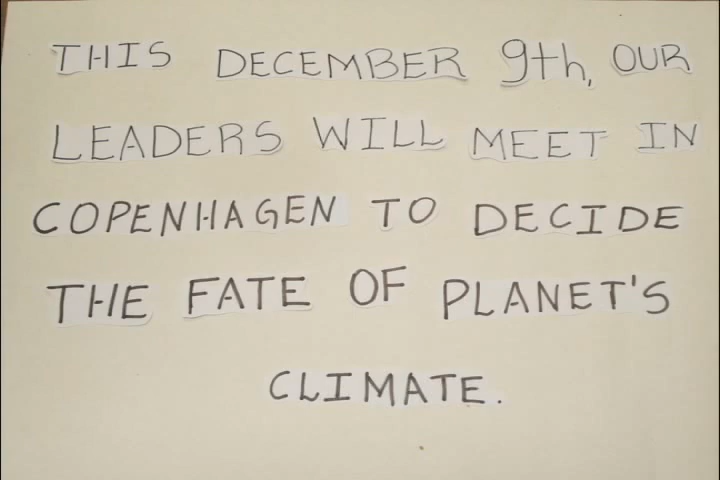 THIS DECEMBER 9th, OUR
LEADERS WILL MEET IN
COPENHAGEN TO DECIDE
THE FATE OF PLANET'S
CLIMATE.